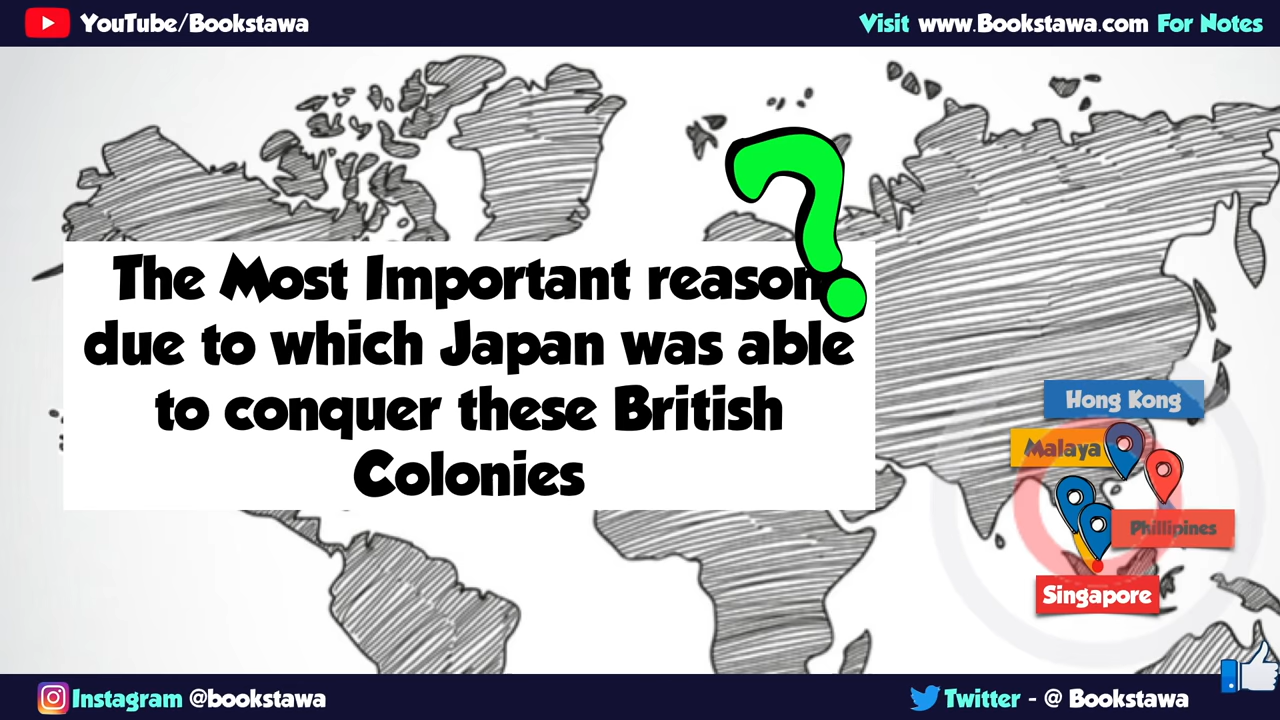 YouTube/Bookstawa
Visit www.Bookstawa.com For Notes
The Most Important reason
due to which Japan was able
to conquer these British
Colonies
?
Hong Kong
Malaya
Phillipines
Singapore
Instagram @bookstawa
Twitter - @ Bookstawa